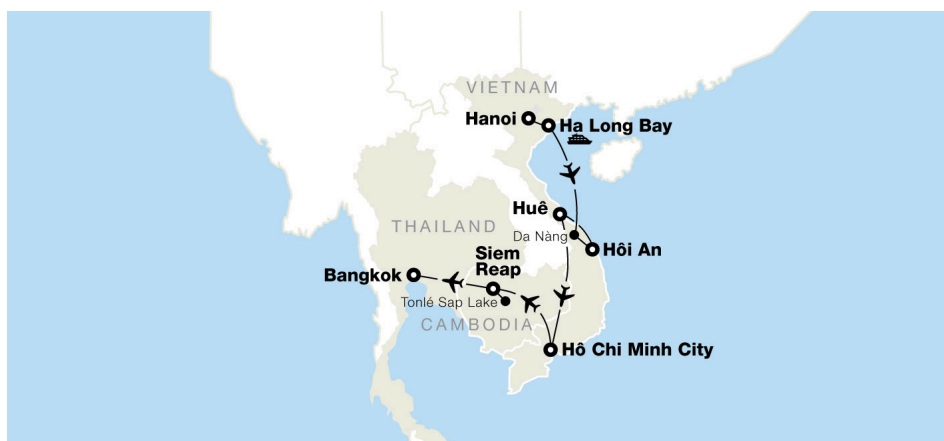 VIETNAM
Hanoi
Ha Long Bay
Huê
THAILAND
Da Nàng
Hôi An
Siem
Reap
Bangkok
Tonlé Sap Lake
CAMBODIA
Hô Chi Minh City